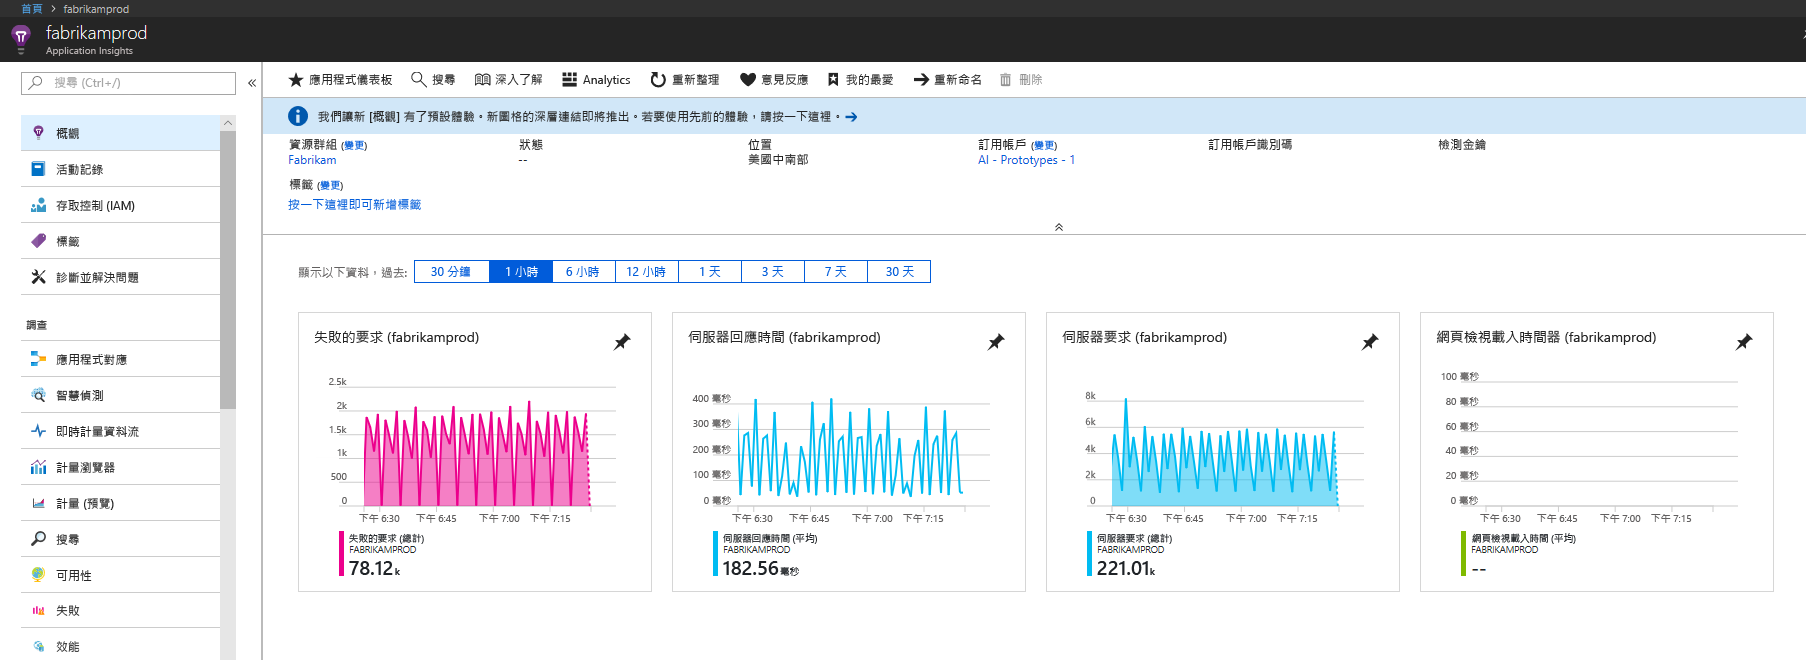 首頁 > fabrikamprod
fabrikamprod
Application Insights
搜尋 (Ctrl+/)
«
概觀
活動記錄
存取控制 (IAM)
標籤
診斷並解決問題
調查
應用程式對應
智慧偵測
即時計量資料流
計量瀏覽器
計量 (預覽)
搜尋
可用性
失敗
效能
應用程式儀表板 搜尋 深入了解 Analytics 重新整理 意見反應 我的最愛 重新命名 刪除
我們讓新 [概觀] 有了預設體驗。新圖格的深層連結即將推出。若要使用先前的體驗，請按一下這裡。
資源群組 (變更) 狀態 位置 訂用帳戶 (變更) 訂用帳戶識別碼 檢測金鑰
Fabrikam -- 美國中南部 AI - Prototypes - 1
標籤 (變更)
按一下這裡即可新增標籤
顯示以下資料，過去: 30 分鐘 1 小時 6 小時 12 小時 1 天 3 天 7 天 30 天
失敗的要求 (fabrikamprod)
2.5k
2k
1.5k
1k
500
0
下午 6:30 下午 6:45 下午 7:00 下午 7:15
失敗的要求 (總計)
FABRIKAMPROD
78.12 k
伺服器回應時間 (fabrikamprod)
400 毫秒
300 毫秒
200 毫秒
100 毫秒
0 毫秒
下午 6:30 下午 6:45 下午 7:00 下午 7:15
伺服器回應時間 (平均)
FABRIKAMPROD
182.56 毫秒
伺服器要求 (fabrikamprod)
8k
6k
4k
2k
0
下午 6:30 下午 6:45 下午 7:00 下午 7:15
伺服器要求 (總計)
FABRIKAMPROD
221.01k
網頁檢視載入時間器 (fabrikamprod)
100 毫秒
80 毫秒
60 毫秒
40 毫秒
20 毫秒
0 毫秒
下午 6:30 下午 6:45 下午 7:00 下午 7:15
網頁檢視載入時間 (平均)
FABRIKAMPROD
--